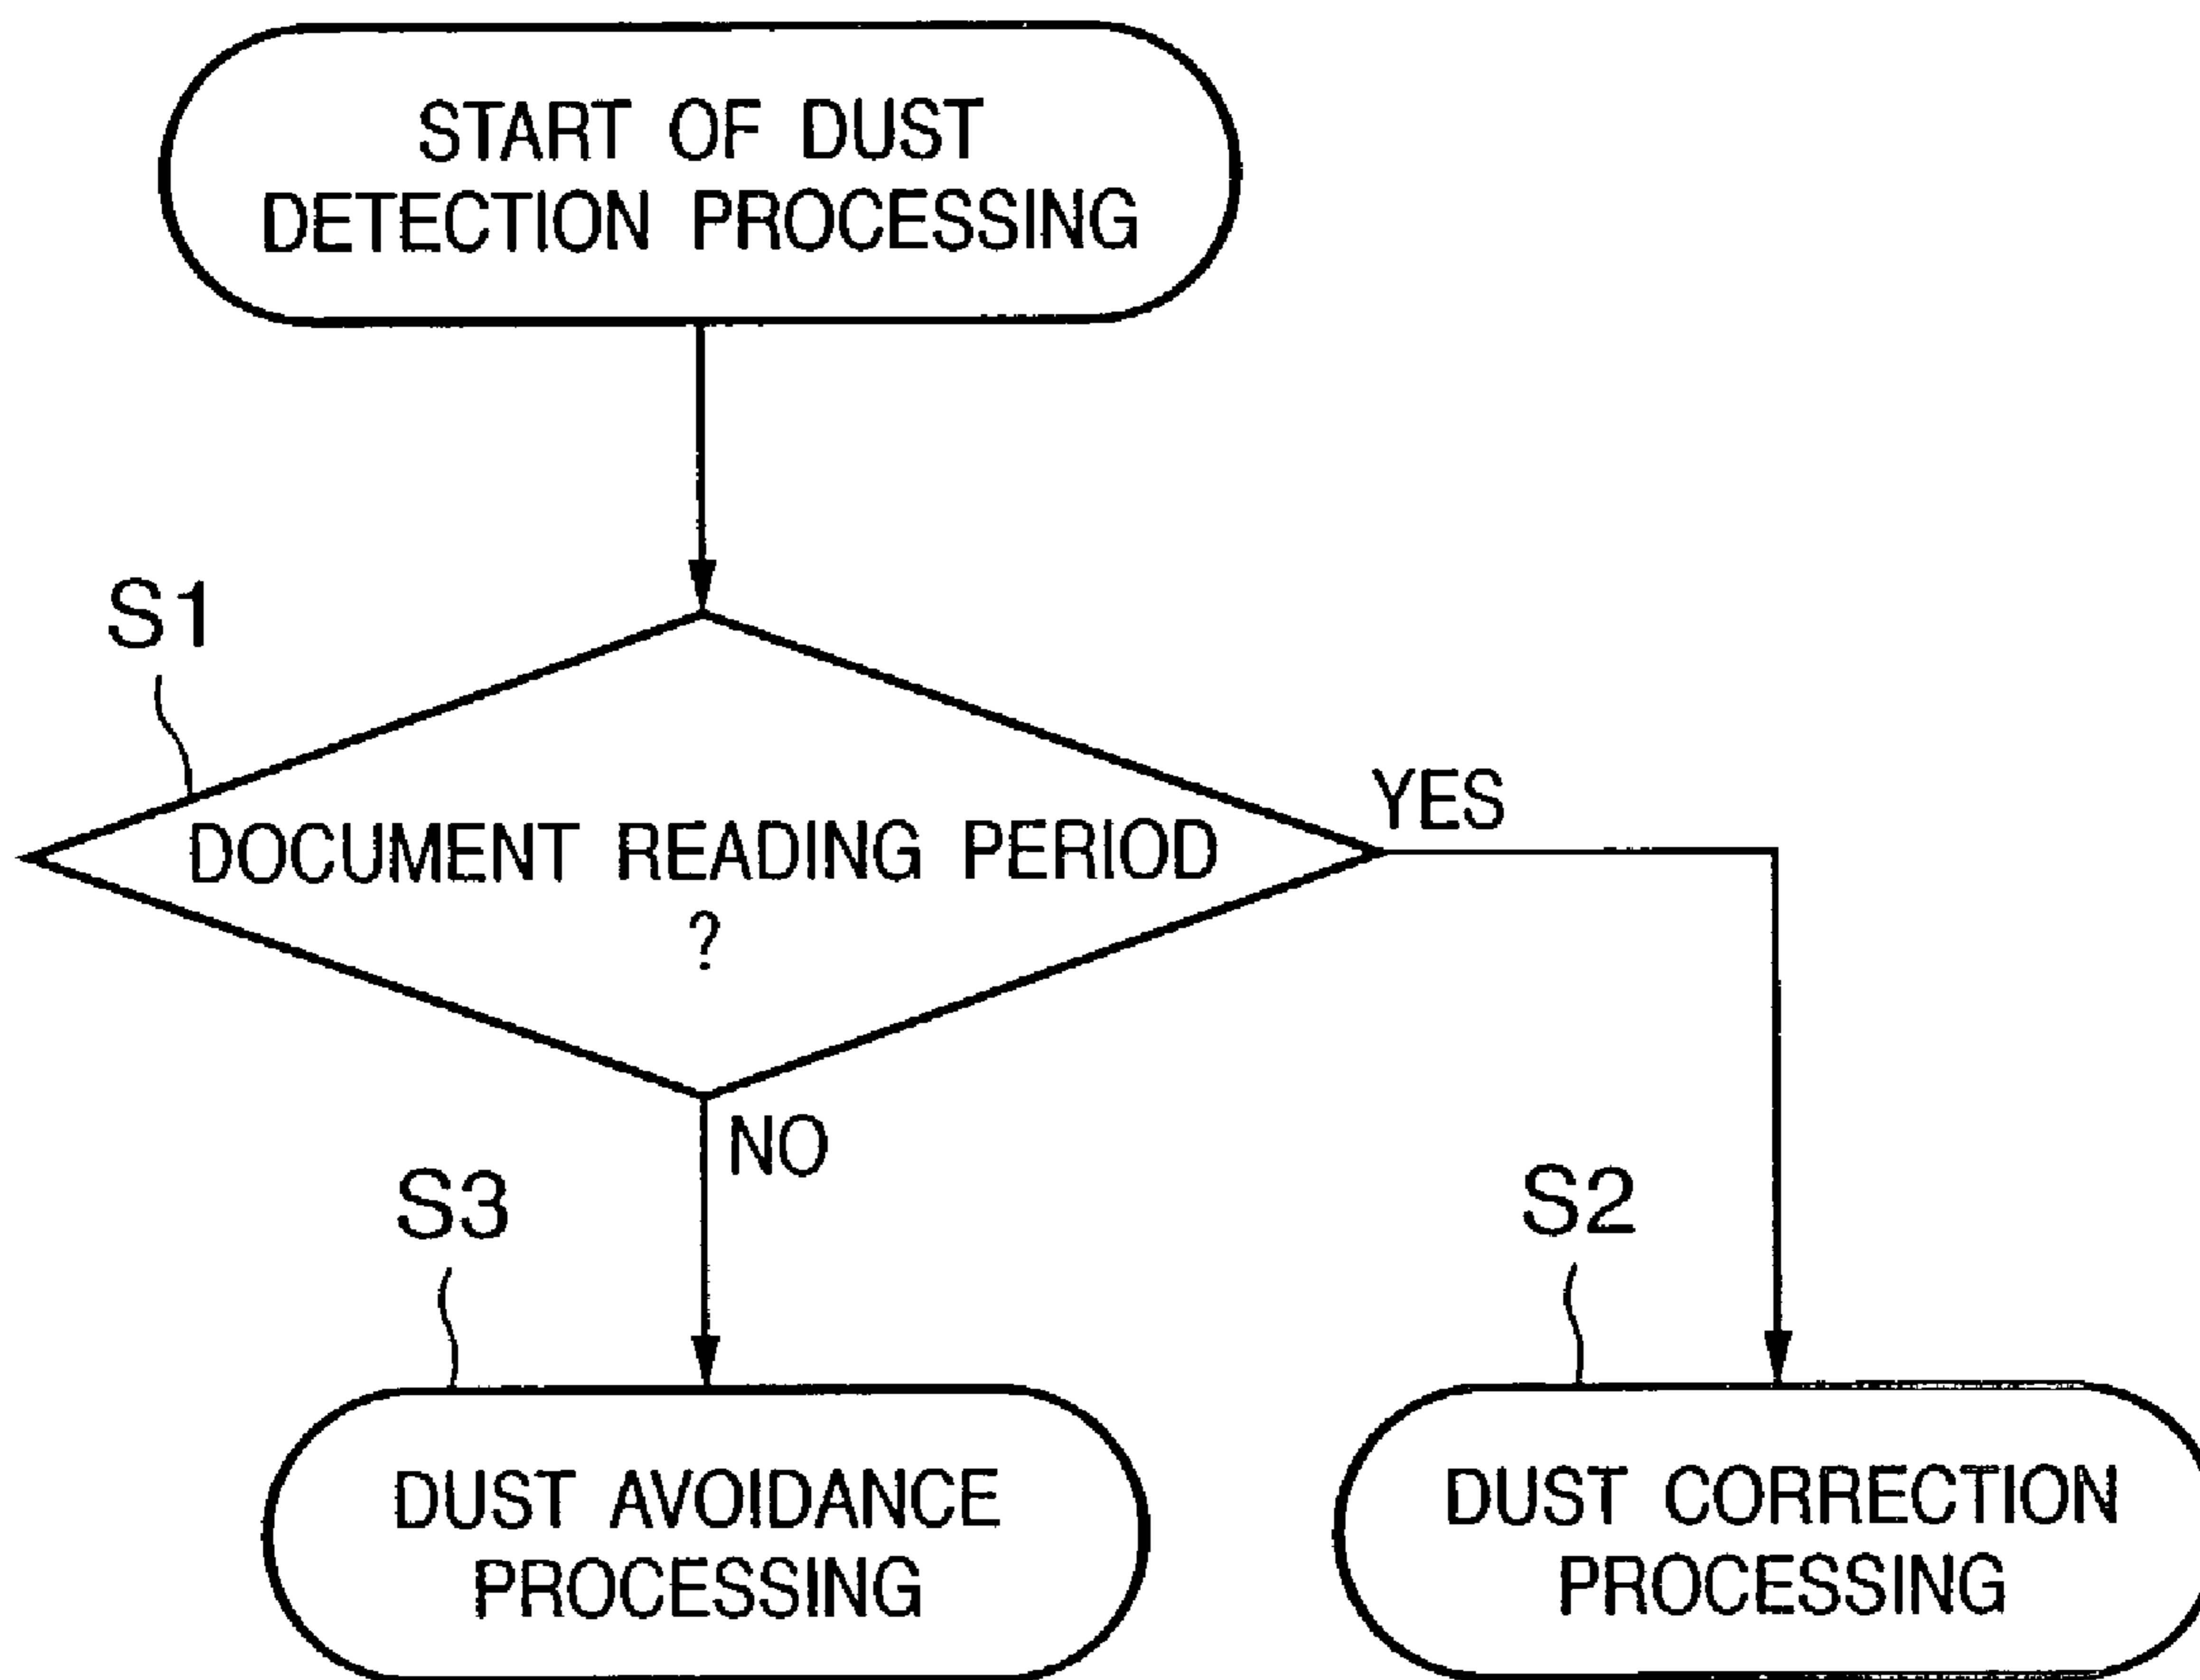 START OF DUST
DETECTION PROCESSING
S1
DOCUMENT READING PERIOD
?
YES
NO
S3
S2
DUST AVOIDANCE
PROCESSING
DUST CORRECTION
PROCESSING